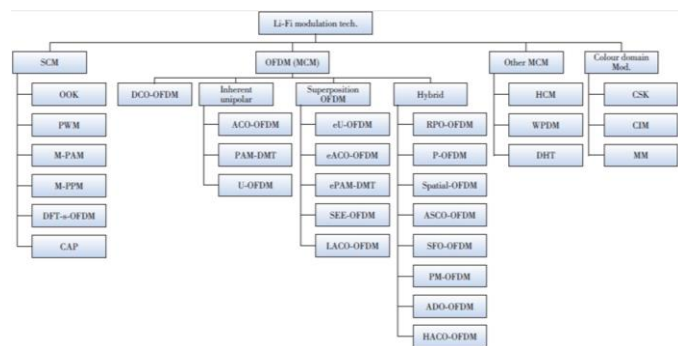 Li-Fi modulation tech.
SCM
OFDM (MCM)
Other MCM
Colour domain
Mod.
OOK
PWM
M-PAM
M-PPM
DFT-s-OFDM
CAP
DCO-OFDM
Inherent
unipolar
ACO-OFDM
PAM-DMT
U-OFDM
Superposition
OFDM
eU-OFDM
eACO-OFDM
ePAM-DMT
SEE-OFDM
LACO-OFDM
Hybrid
RPO-OFDM
P-OFDM
Spatial-OFDM
ASCO-OFDM
SFO-OFDM
PM-OFDM
ADO-OFDM
HACO-OFDM
HCM
WPDM
DHT
CSK
CIM
MM